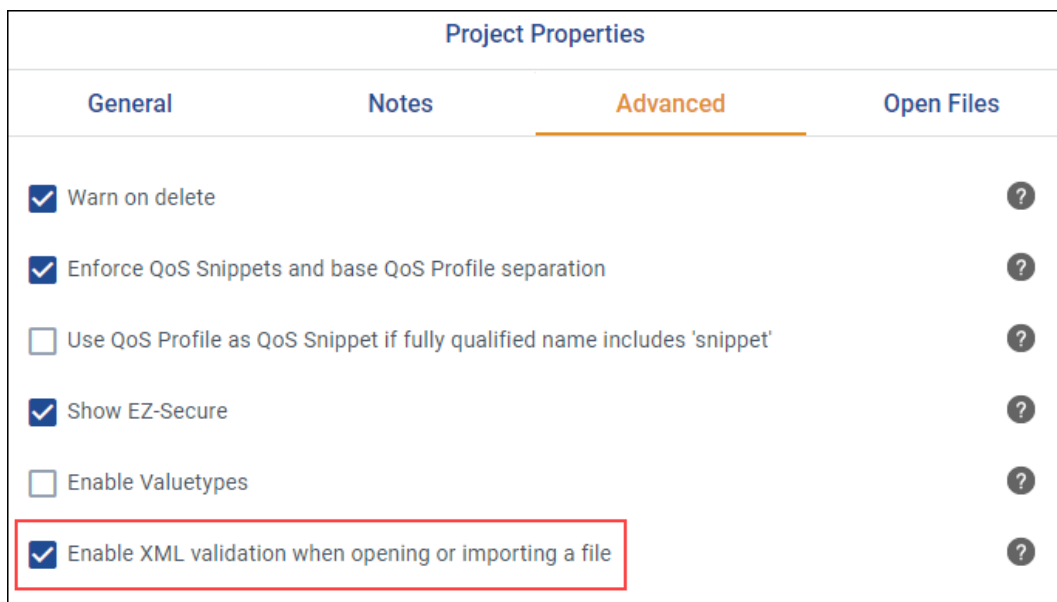 Project Properties
General Notes Advanced Open Files
Warn on delete ?
Enforce QoS Snippets and base QoS Profile separation ?
Use QoS Profile as QoS Snippet if fully qualified name includes 'snippet' ?
Show EZ-Secure ?
Enable Valuetypes ?
Enable XML validation when opening or importing a file ?